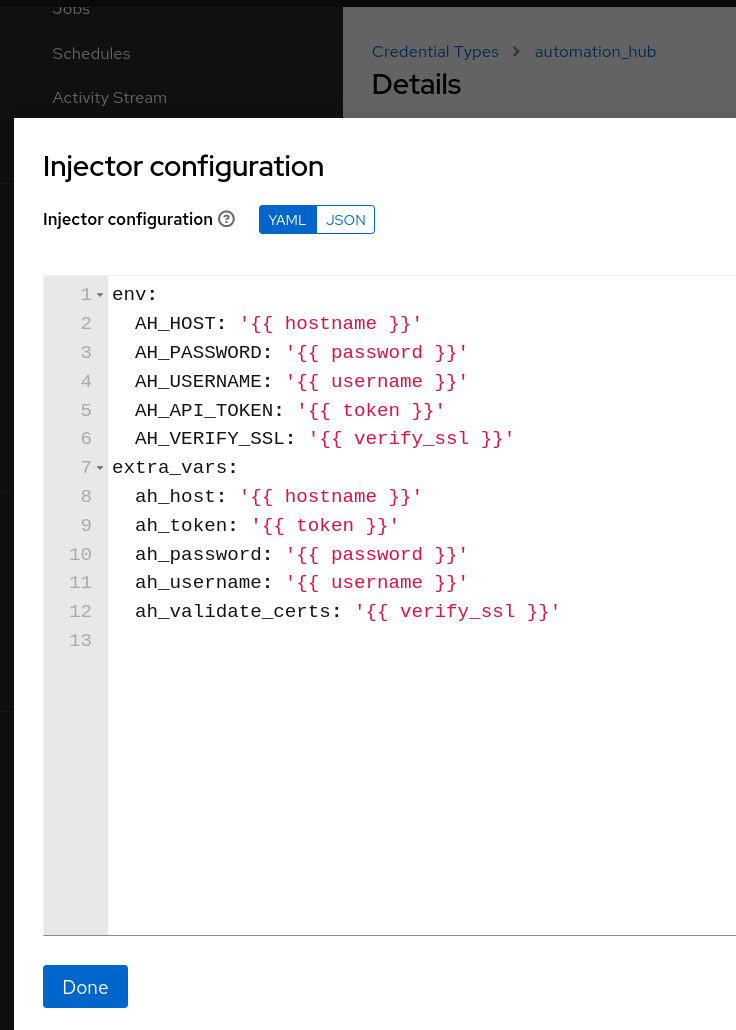 Jobs
Schedules
Activity Stream
Credential Types > automation_hub
Details
Injector configuration
Injector configuration ? YAML JSON
1 env:
2   AH_HOST: '{{ hostname }}'
3   AH_PASSWORD: '{{ password }}'
4   AH_USERNAME: '{{ username }}'
5   AH_API_TOKEN: '{{ token }}'
6   AH_VERIFY_SSL: '{{ verify_ssl }}'
7 extra_vars:
8   ah_host: '{{ hostname }}'
9   ah_token: '{{ token }}'
10   ah_password: '{{ password }}'
11   ah_username: '{{ username }}'
12   ah_validate_certs: '{{ verify_ssl }}'
13
Done